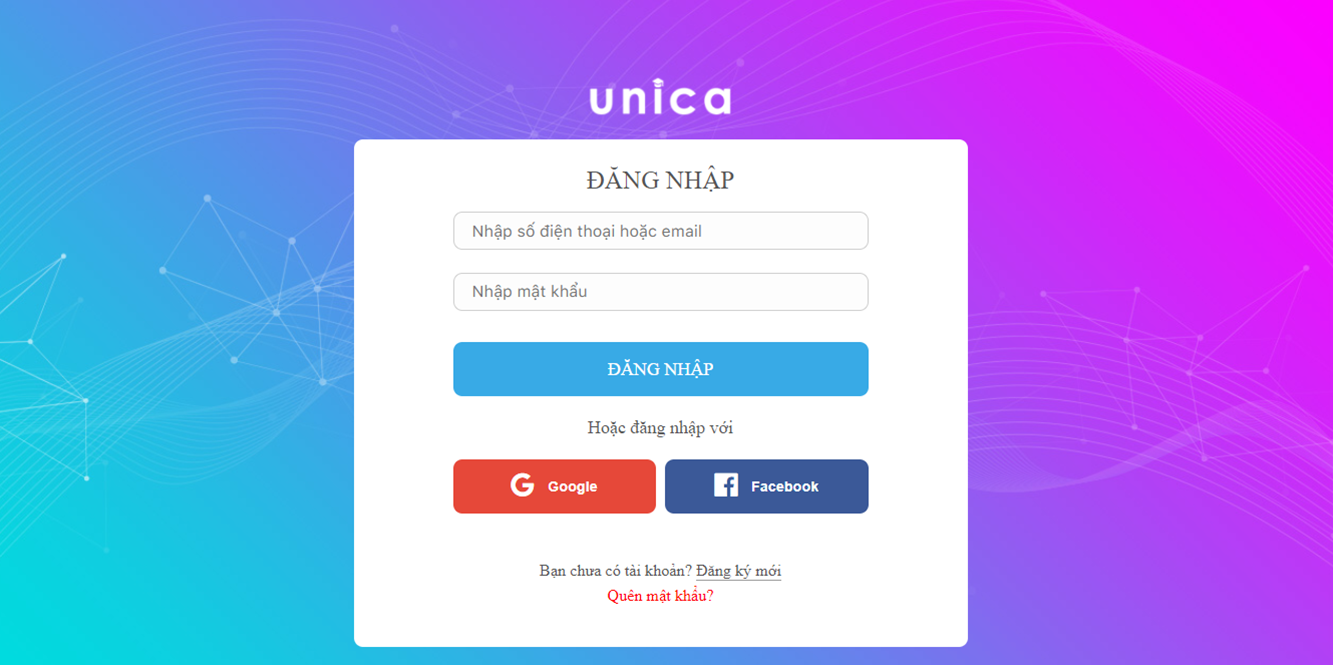 unica
ĐĂNG NHẬP
Nhập số điện thoại hoặc email
Nhập mật khẩu
ĐĂNG NHẬP
Hoặc đăng nhập với
Google
Facebook
Bạn chưa có tài khoản? Đăng ký mới
Quên mật khẩu?